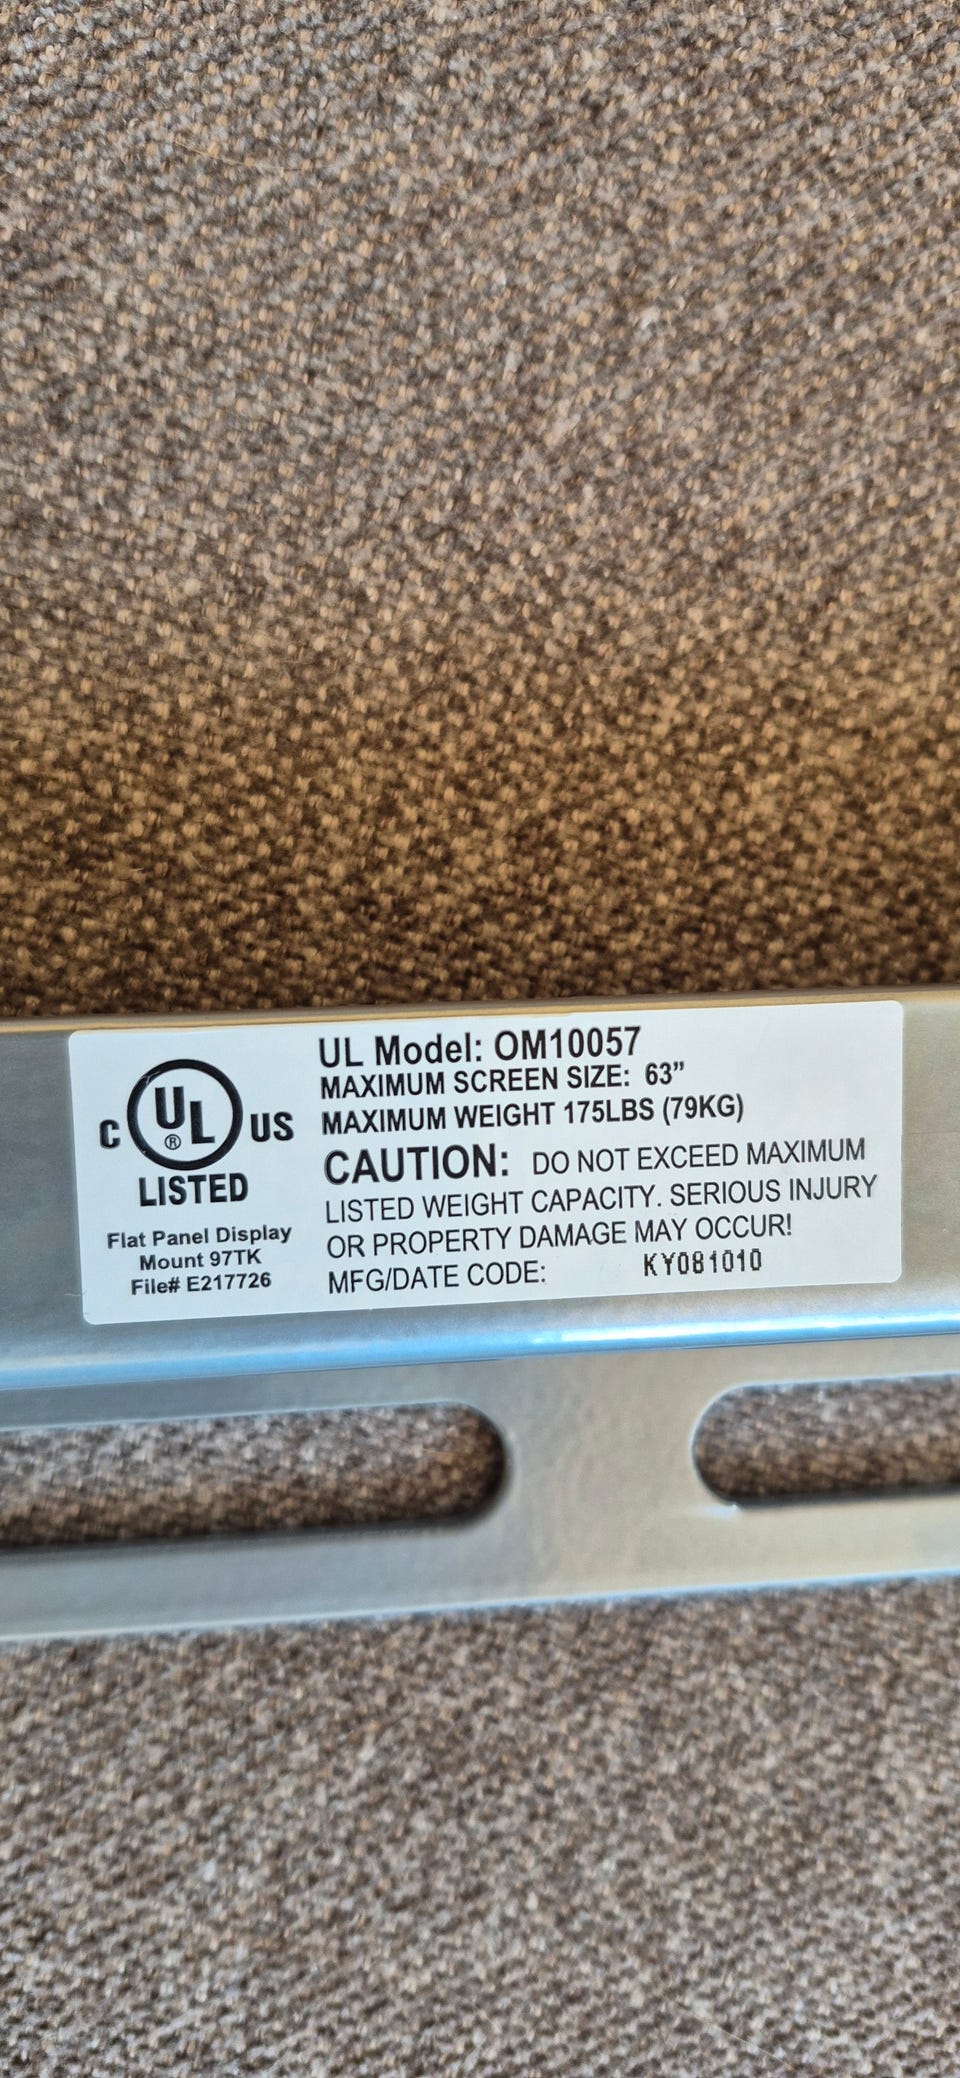 C UL ® US
LISTED
Flat Panel Display
Mount 97TK
File# E217726
UL Model: OM10057
MAXIMUM SCREEN SIZE: 63”
MAXIMUM WEIGHT 175LBS (79KG)
CAUTION: DO NOT EXCEED MAXIMUM
LISTED WEIGHT CAPACITY. SERIOUS INJURY
OR PROPERTY DAMAGE MAY OCCUR!
MFG/DATE CODE: KY081010